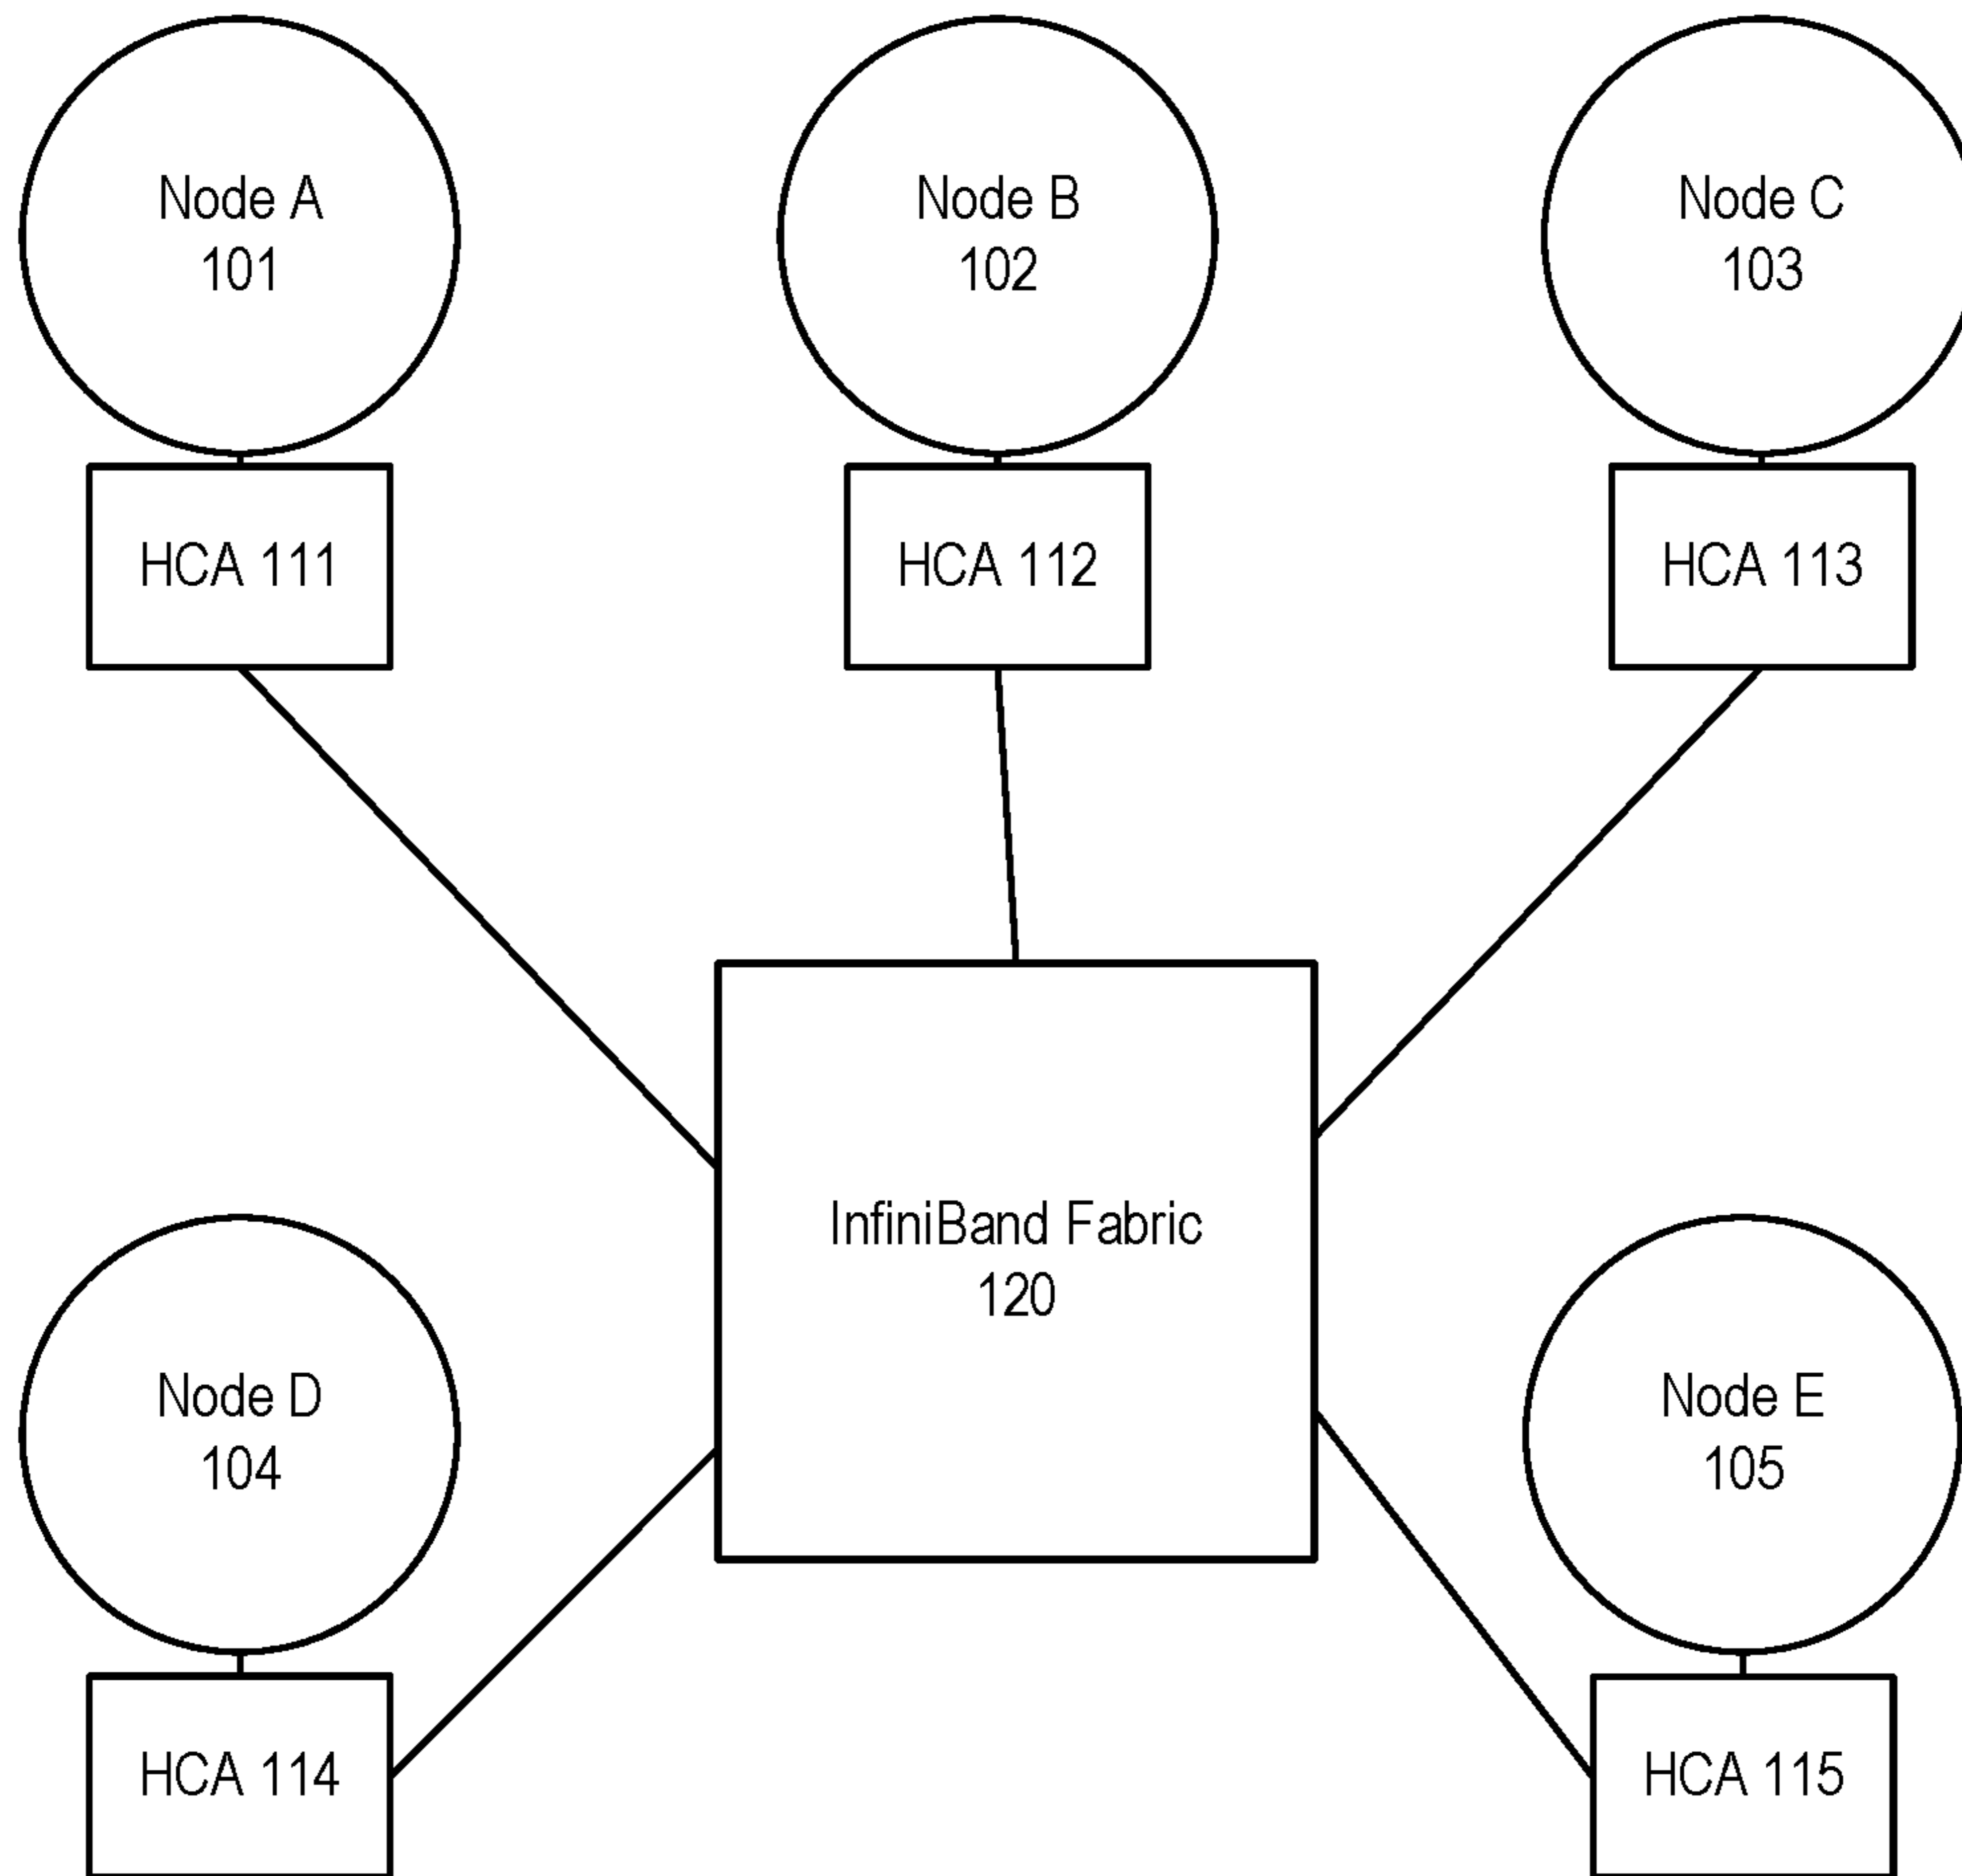 Node A
101
Node B
102
Node C
103
HCA 111
HCA 112
HCA 113
InfiniBand Fabric
120
Node D
104
Node E
105
HCA 114
HCA 115